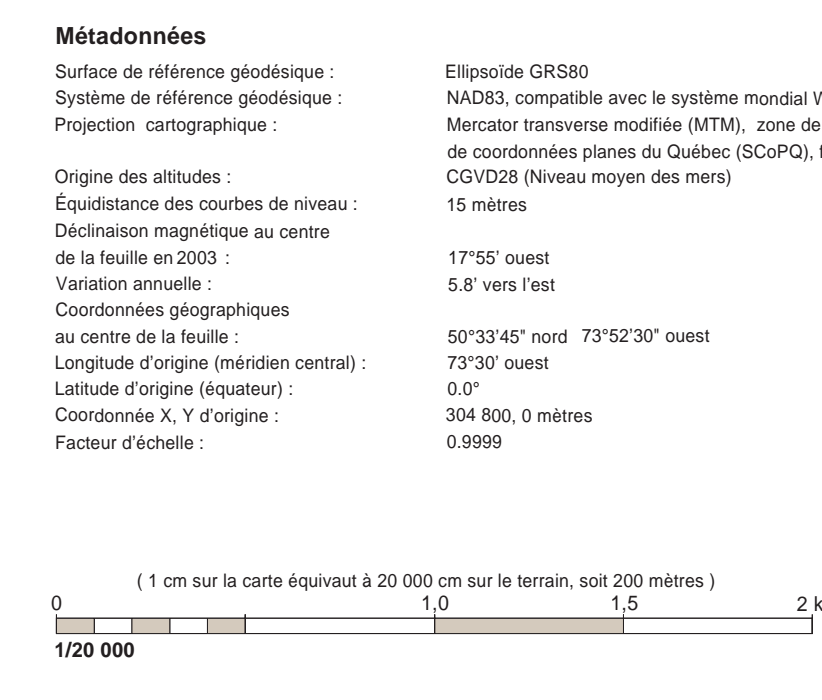 Métadonnées
Surface de référence géodésique : Ellipsoïde GRS80
Système de référence géodésique : NAD83, compatible avec le système mondial
Projection cartographique : Mercator transverse modifiée (MTM), zone de
de coordonnées planes du Québec (SCoPQ),
Origine des altitudes : CGVD28 (Niveau moyen des mers)
Équidistance des courbes de niveau : 15 mètres
Déclinaison magnétique au centre
de la feuille en 2003 : 17°55’ ouest
Variation annuelle : 5.8’ vers l’est
Coordonnées géographiques
au centre de la feuille : 50°33’45" nord 73°52’30" ouest
Longitude d’origine (méridien central) : 73°30’ ouest
Latitude d’origine (équateur) : 0.0°
Coordonnée X, Y d’origine : 304 800, 0 mètres
Facteur d’échelle : 0.9999
( 1 cm sur la carte équivaut à 20 000 cm sur le terrain, soit 200 mètres )
0 1,0 1,5 2 k
1/20 000